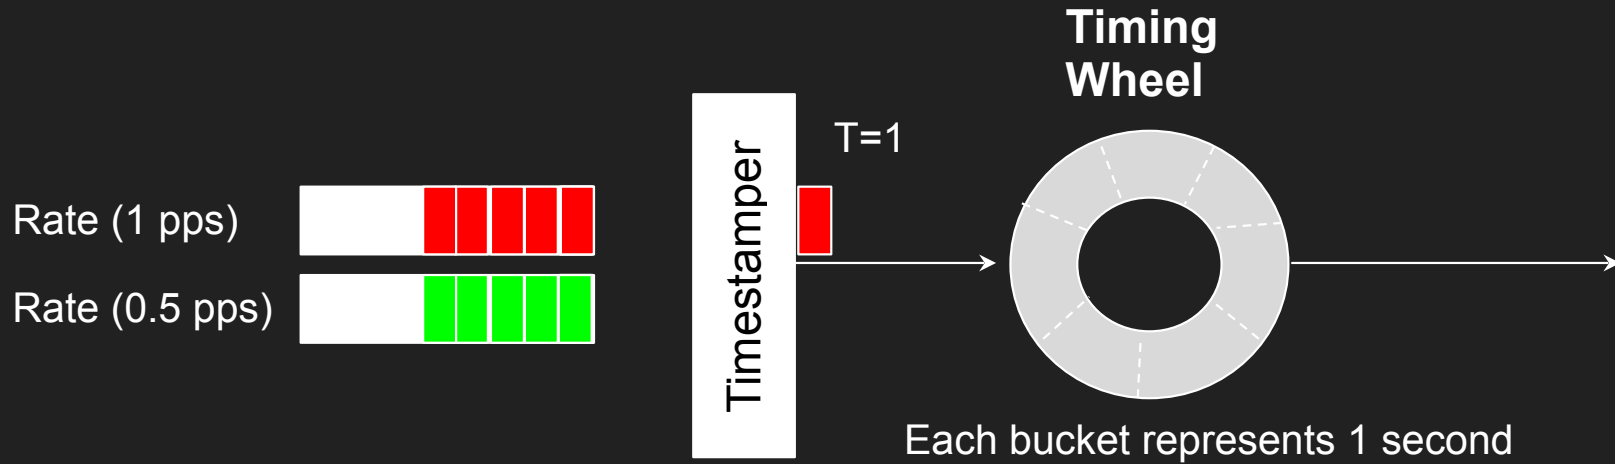 Timing
Wheel
T=1
Rate (1 pps)
Rate (0.5 pps)
Timestamper
Each bucket represents 1 second